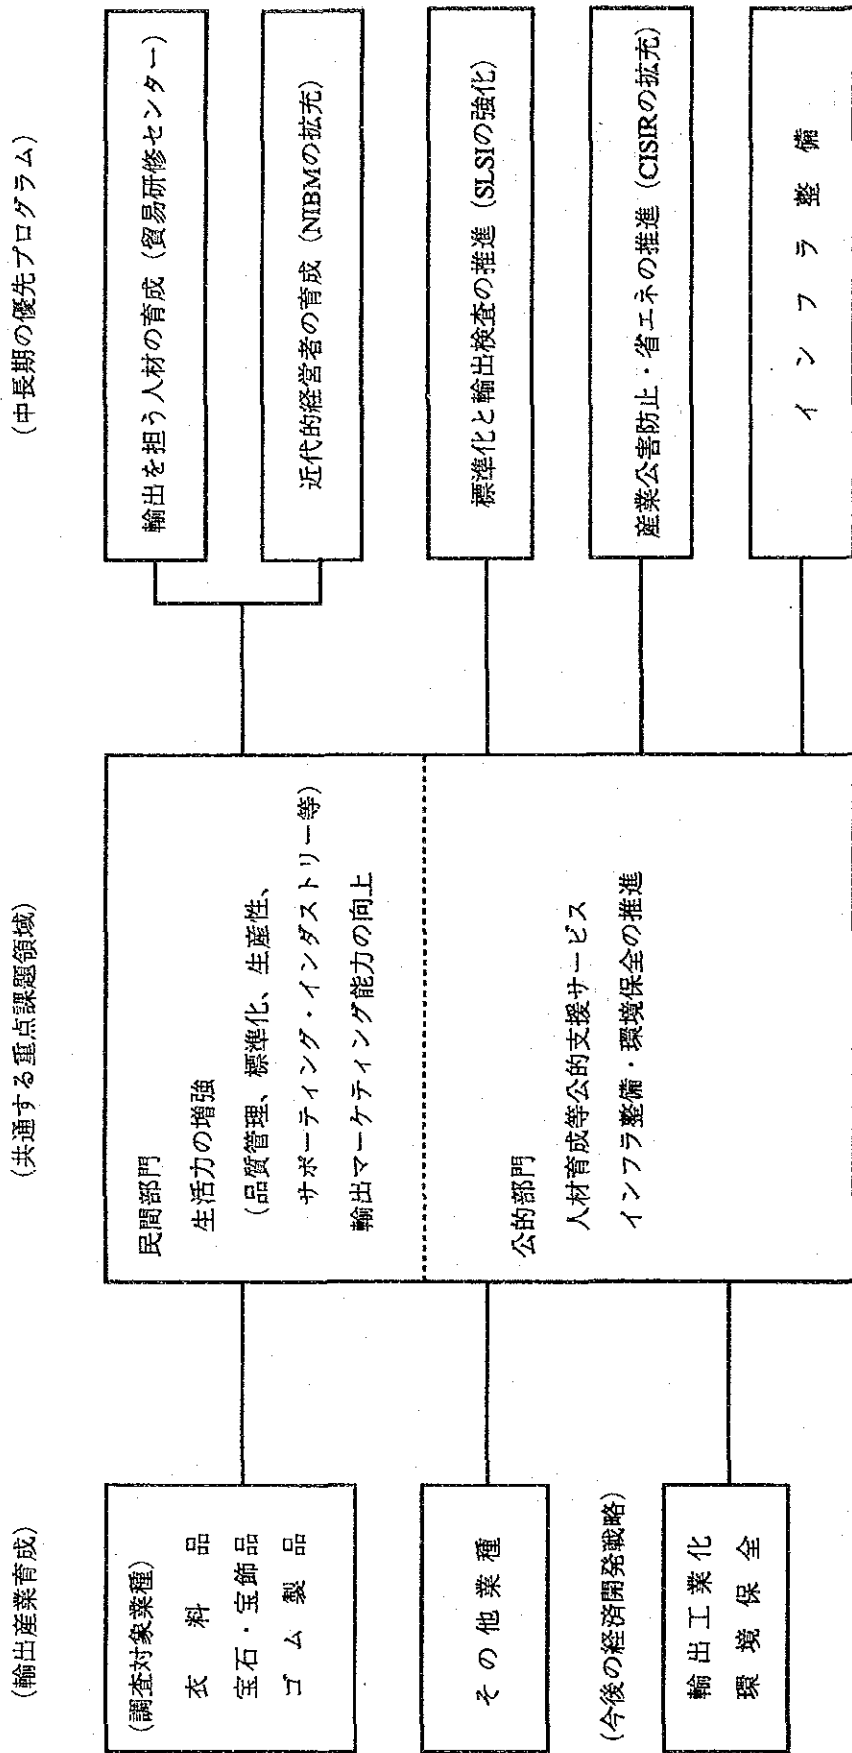 (輸出産業育成)
(調査対象業種)
衣料品
宝石・宝飾品
ゴム製品
その他業種
(今後の経済開発戦略)
輸出工業化
環境保全
(共通する重点課題領域)
民間部門
生活力の増強
(品質管理、標準化、生産性、
サポーティング・インダストリー等)
輸出マーケティング能力の向上
公的部門
人材育成等公的支援サービス
インフラ整備・環境保全の推進
(中長期の優先プログラム)
輸出を担う人材の育成 (貿易研修センター)
近代的経営者の育成 (NIBMの拡充)
標準化と輸出検査の推進 (SLSIの強化)
産業公害防止・省エネの推進 (CISIRの拡充)
インフラ整備